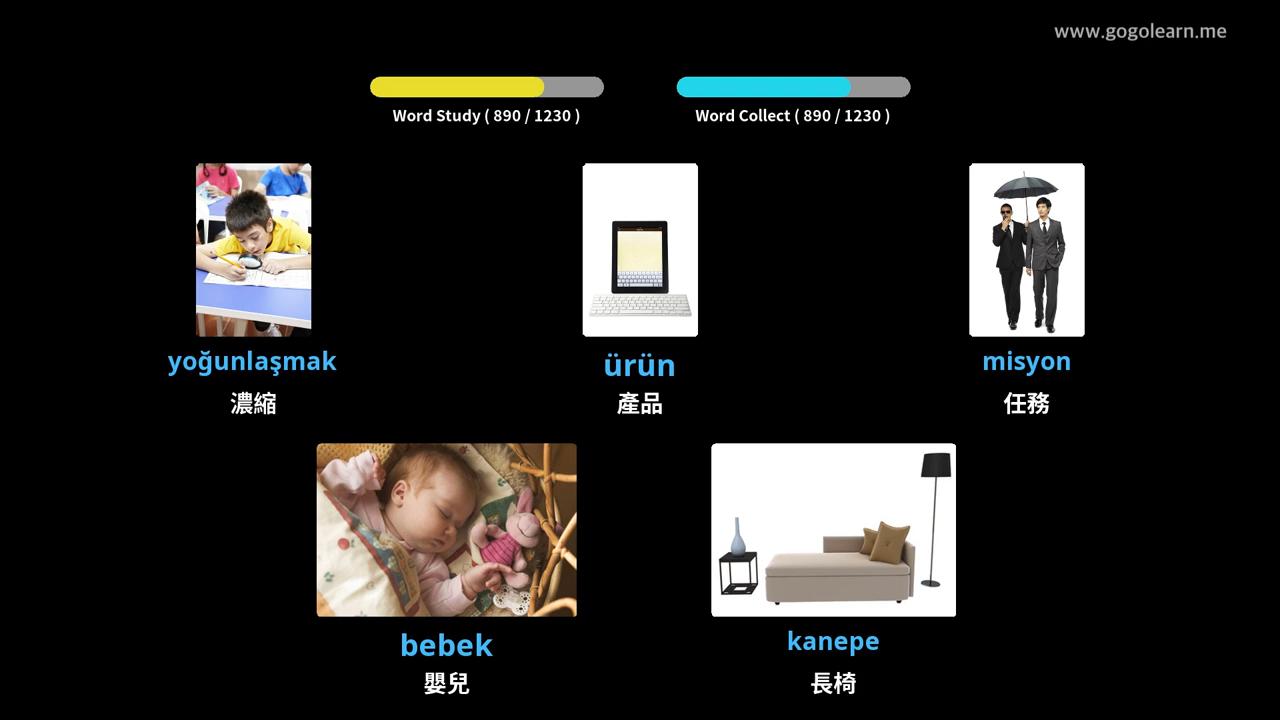 www.gogolearn.me
Word Study ( 890 / 1230 )
Word Collect ( 890 / 1230 )
yoğunlaşmak
濃縮
ürün
產品
misyon
任務
bebek
嬰兒
kanepe
長椅